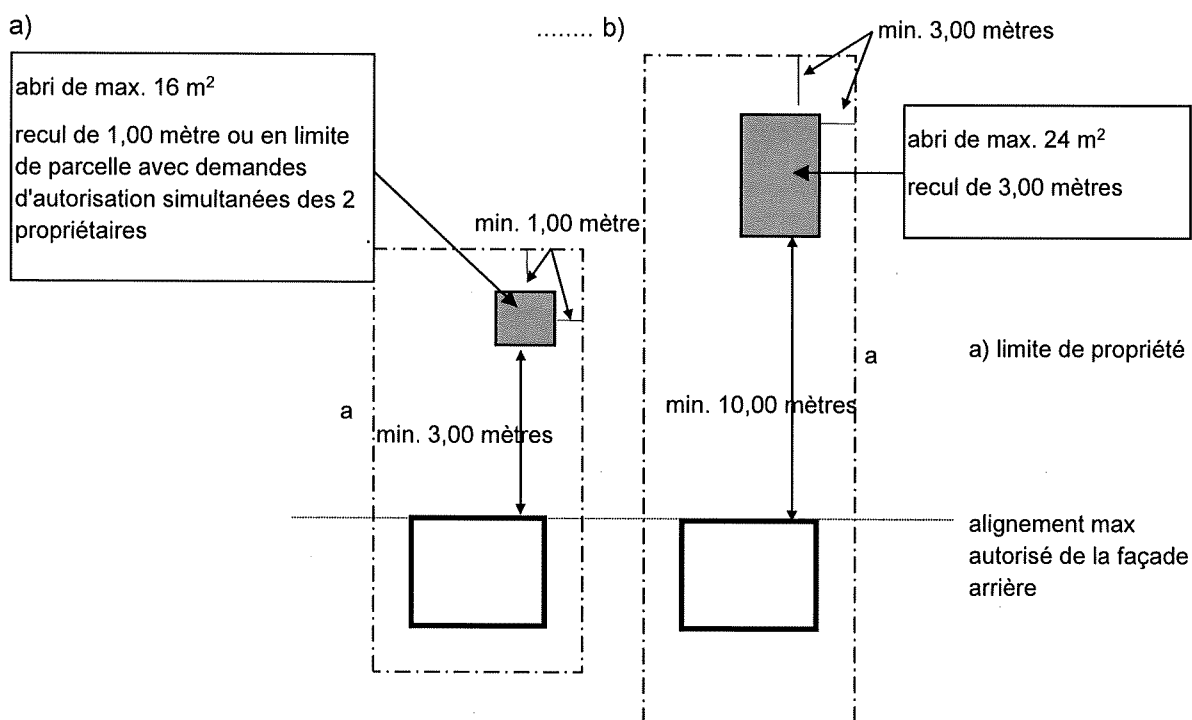 a)
........ b)
min. 3,00 mètres
abri de max. 16 m²
recul de 1,00 mètre ou en limite
de parcelle avec demandes
d'autorisation simultanées des 2
propriétaires
abri de max. 24 m²
recul de 3,00 mètres
min. 1,00 mètre
a
a) limite de propriété
a
min. 10,00 mètres
min. 3,00 mètres
alignement max
autorisé de la façade
arrière